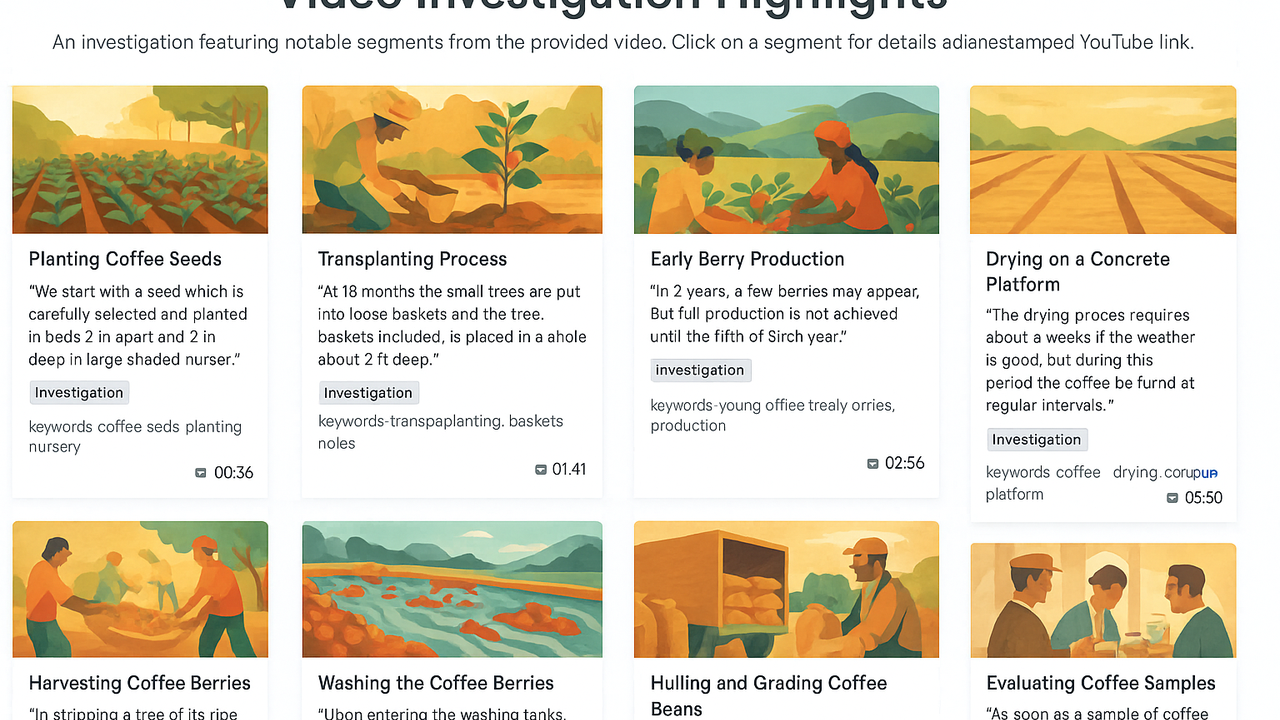 Video Investigation Highlights
An investigation featuring notable segments from the provided video. Click on a segment for details adianestamped YouTube link.
Planting Coffee Seeds
“We start with a seed which is
carefully selected and planted
in beds 2 in apart and 2 in
deep in large shaded nurser.”
Investigation
keywords coffee seds planting
nursery
00:36
Transplanting Process
“At 18 months the small trees are put
into loose baskets and the tree.
baskets included, is placed in a ahole
about 2 ft deep.”
Investigation
keywords-transpaplanting. baskets
noles
01.41
Early Berry Production
“In 2 years, a few berries may appear,
But full production is not achieved
until the fifth of Sirch year.”
investigation
keywords-young offiee trealy orries,
production
02:56
Drying on a Concrete
Platform
“The drying proces requires
about a weeks if the weather
is good, but during this
period the coffee be furnd at
regular intervals.”
Investigation
keywords coffee drying.corupup
platform
05:50
Harvesting Coffee Berries
“In stripping a tree of its ripe
Washing the Coffee Berries
“Ubon entering the washing tanks,
Hulling and Grading Coffee
Beans
Evaluating Coffee Samples
“As soon as a sample of coffee